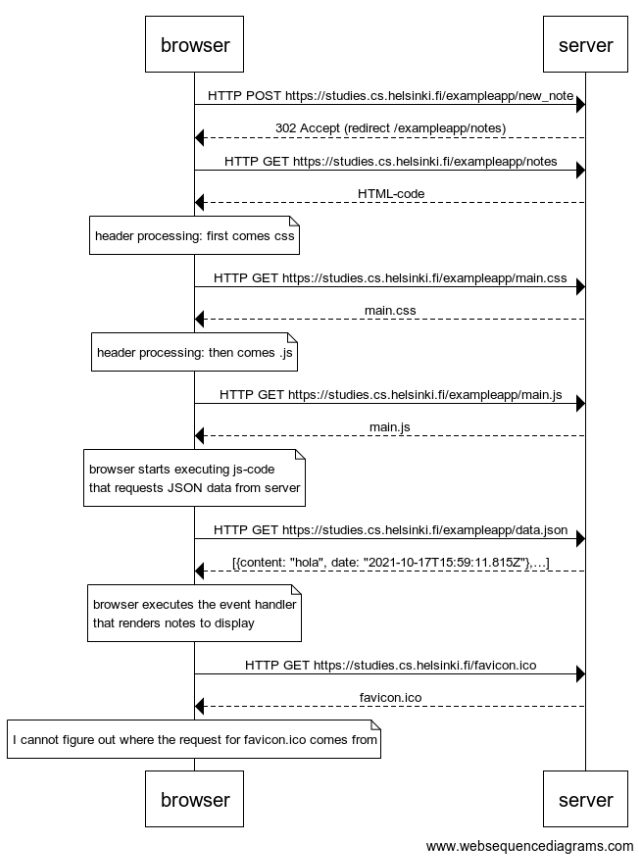 browser
server
HTTP POST https://studies.cs.helsinki.fi/exampleapp/new_note
302 Accept (redirect /exampleapp/notes)
HTTP GET https://studies.cs.helsinki.fi/exampleapp/notes
HTML-code
header processing: first comes css
HTTP GET https://studies.cs.helsinki.fi/exampleapp/main.css
main.css
header processing: then comes .js
HTTP GET https://studies.cs.helsinki.fi/exampleapp/main.js
main.js
browser starts executing js-code
that requests JSON data from server
HTTP GET https://studies.cs.helsinki.fi/exampleapp/data.json
[{content: "hola", date: "2021-10-17T15:59:11.815Z"},...]
browser executes the event handler
that renders notes to display
HTTP GET https://studies.cs.helsinki.fi/favicon.ico
favicon.ico
I cannot figure out where the request for favicon.ico comes from
browser
server
www.websequencediagrams.com